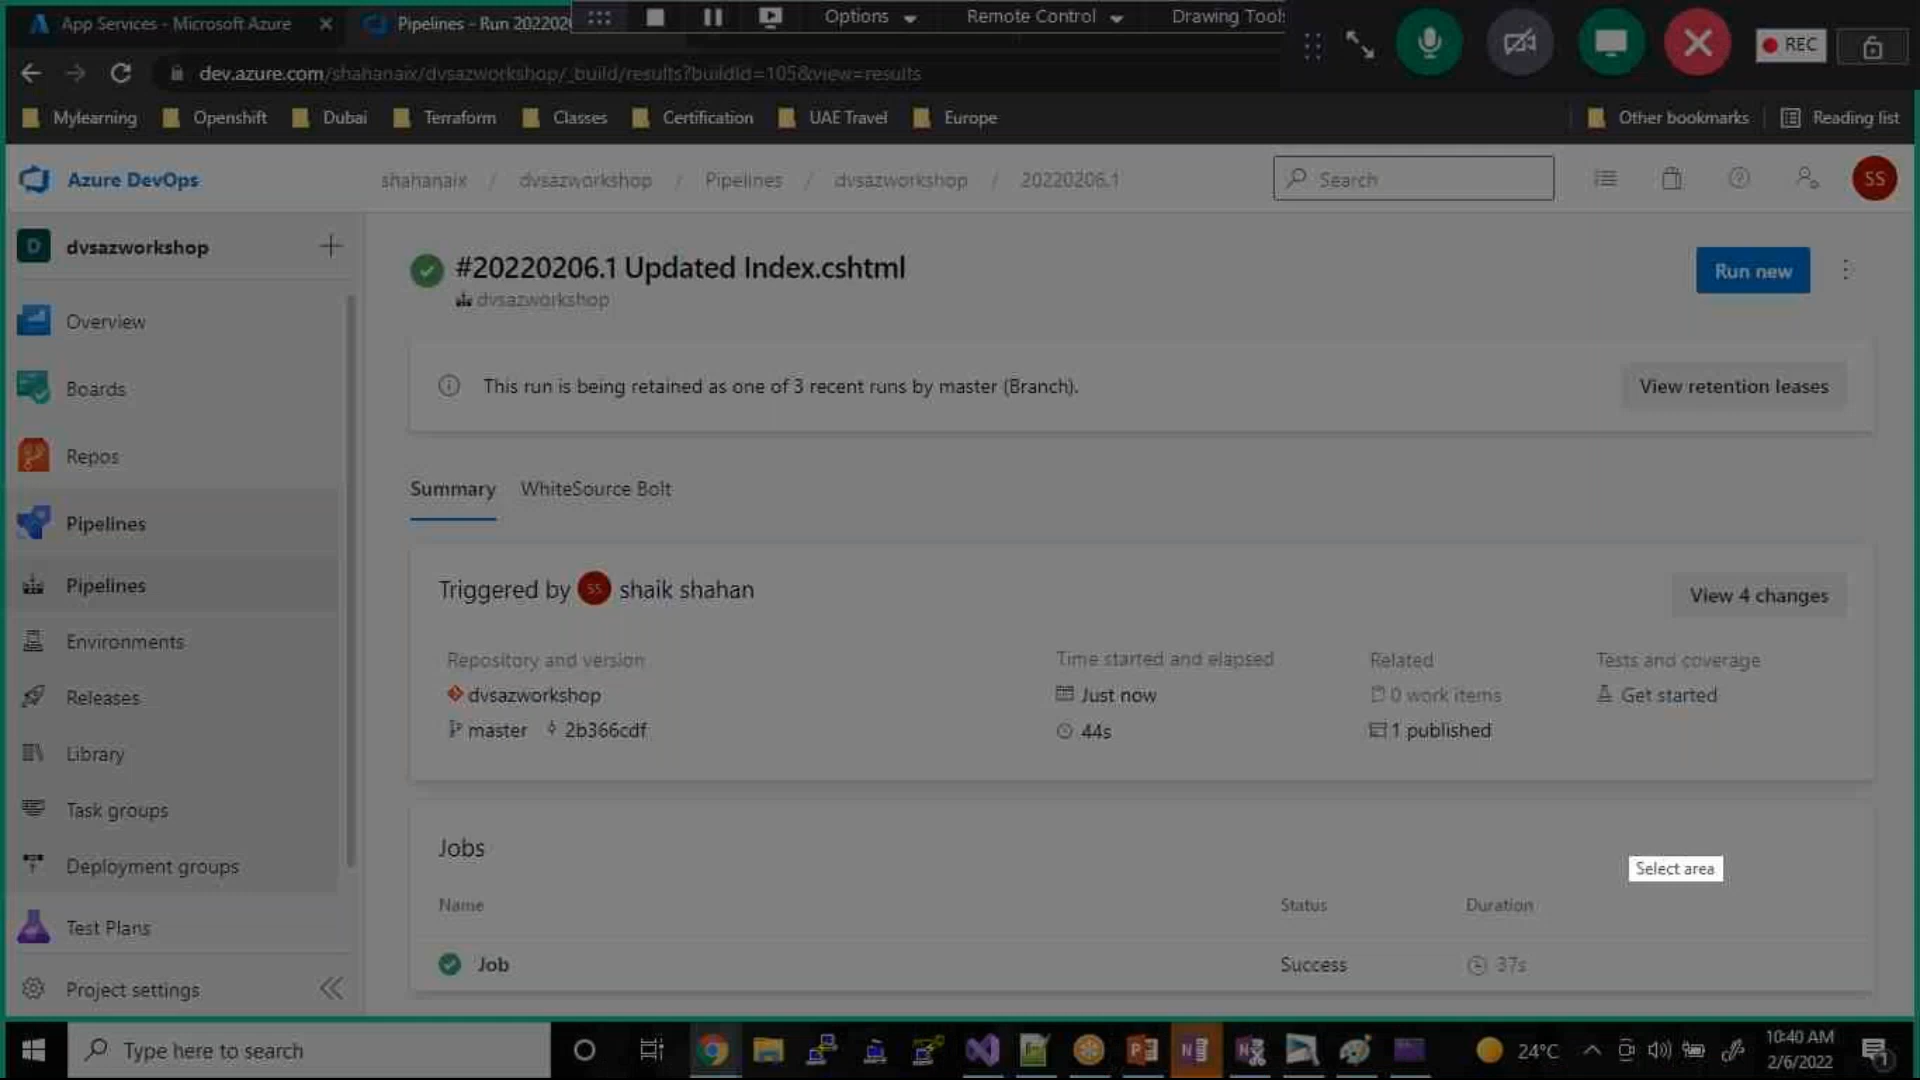 App Services - Microsoft Azure
Pipelines - Run 2022020
Options
Remote Control
Drawing Tools
REC
dev.azure.com/shahanaix/dvsazworkshop/_build/results?buildId=105&view=results
Mylearning
Openshift
Dubai
Terraform
Classes
Certification
UAE Travel
Europe
Other bookmarks
Reading list
Azure DevOps
shahanaix / dvsazworkshop / Pipelines / dvsazworkshop / 20220206.1
Search
SS
D dvsazworkshop
Overview
Boards
Repos
Pipelines
Pipelines
Environments
Releases
Library
Task groups
Deployment groups
Test Plans
Project settings
#20220206.1 Updated Index.cshtml
dvsazworkshop
Run new
This run is being retained as one of 3 recent runs by master (Branch).
View retention leases
Summary
WhiteSource Bolt
Triggered by SS shaik shahan
View 4 changes
Repository and version
dvsazworkshop
master 2b366cdf
Time started and elapsed
Just now
44s
Related
0 work items
1 published
Tests and coverage
Get started
Jobs
Select area
Name Status Duration
Job Success 37s
Type here to search
24°C
10:40 AM
2/6/2022
1